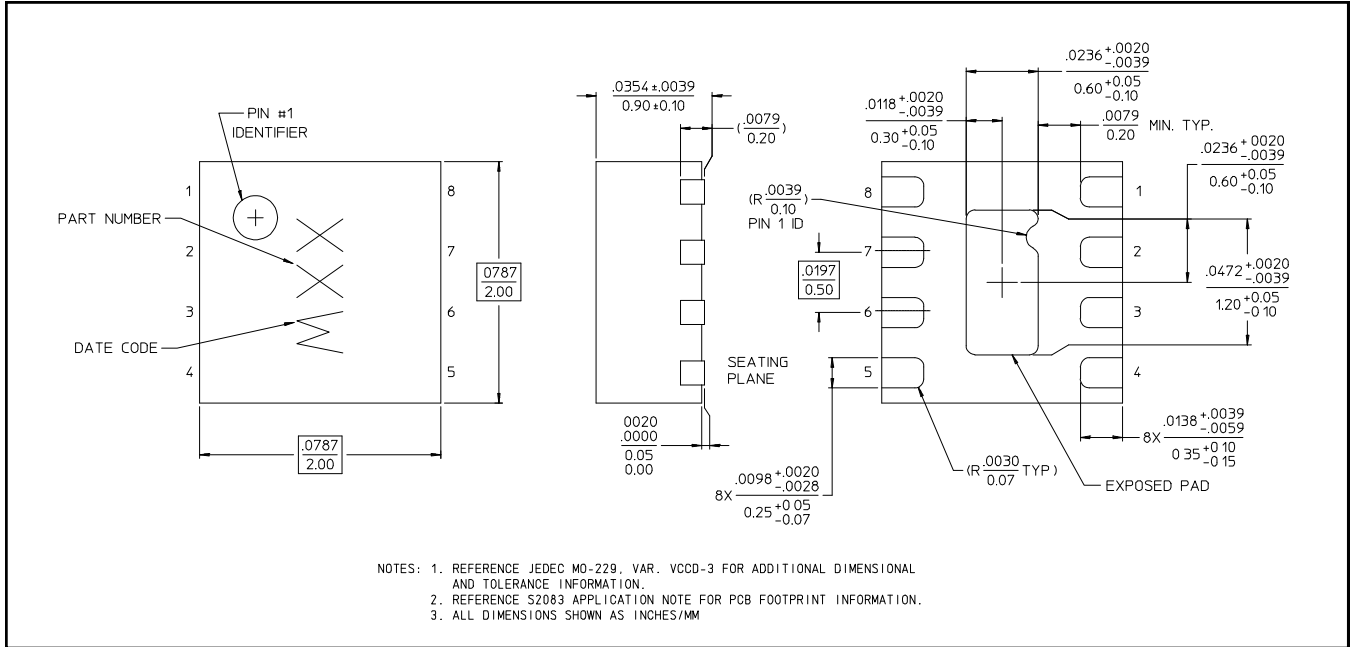 PIN #1
IDENTIFIER
PART NUMBER
DATE CODE
1
2
3
4
8
7
6
5
XX
.0787
2.00
.0787
2.00
.0354 ±.0039
0.90 ±0.10
(.0079
0.20)
SEATING
PLANE
0020
.0000
0.05
0.00
.0236 +.0020
-.0039
0.60 +0.05
-0.10
.0118 +.0020
-.0039
0.30 +0.05
-0.10
.0079
0.20 MIN. TYP.
.0236 +0020
-.0039
0.60 +0.05
-0.10
(R .0039
0.10)
PIN 1 ID
8
7
6
5
1
2
3
4
.0197
0.50
.0472 +.0020
-.0039
1.20 +0.05
-0 10
8X .0138 +.0039
-.0059
0 35 +0 10
-0 15
8X .0098 +.0020
-.0028
0.25 +0 05
-0.07
(R .0030
0.07 TYP)
EXPOSED PAD
NOTES: 1. REFERENCE JEDEC MO-229, VAR. VCCD-3 FOR ADDITIONAL DIMENSIONAL
AND TOLERANCE INFORMATION.
2. REFERENCE S2083 APPLICATION NOTE FOR PCB FOOTPRINT INFORMATION.
3. ALL DIMENSIONS SHOWN AS INCHES/MM